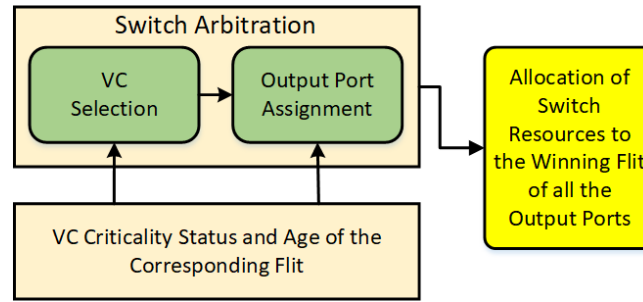 Switch Arbitration
VC
Selection
Output Port
Assignment
VC Criticality Status and Age of the
Corresponding Flit
Allocation of
Switch
Resources to
the Winning Flit
of all the
Output Ports